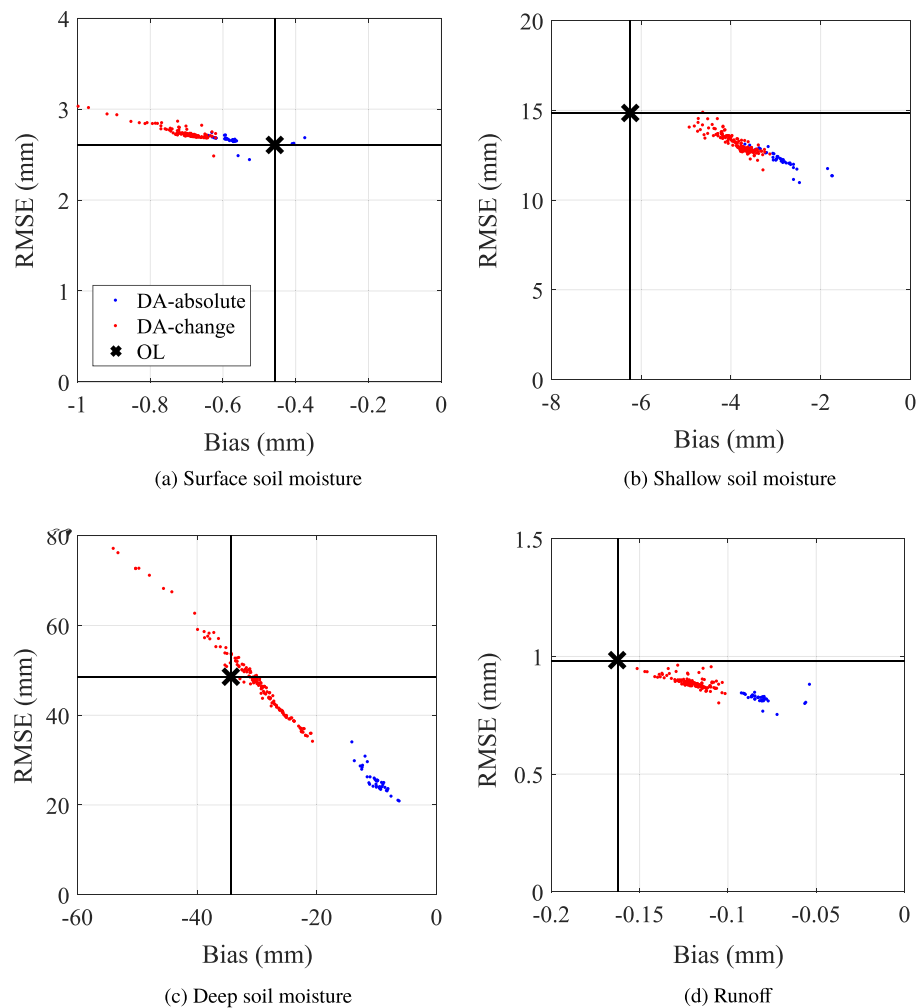 4
3
2
1
0
-1
-0.8
-0.6
-0.4
-0.2
0
RMSE (mm)
Bias (mm)
DA-absolute
DA-change
OL
(a) Surface soil moisture
20
15
10
5
0
-8
-6
-4
-2
0
RMSE (mm)
Bias (mm)
(b) Shallow soil moisture
80
60
40
20
0
-60
-40
-20
0
RMSE (mm)
Bias (mm)
(c) Deep soil moisture
1.5
1
0.5
0
-0.2
-0.15
-0.1
-0.05
0
RMSE (mm)
Bias (mm)
(d) Runoff